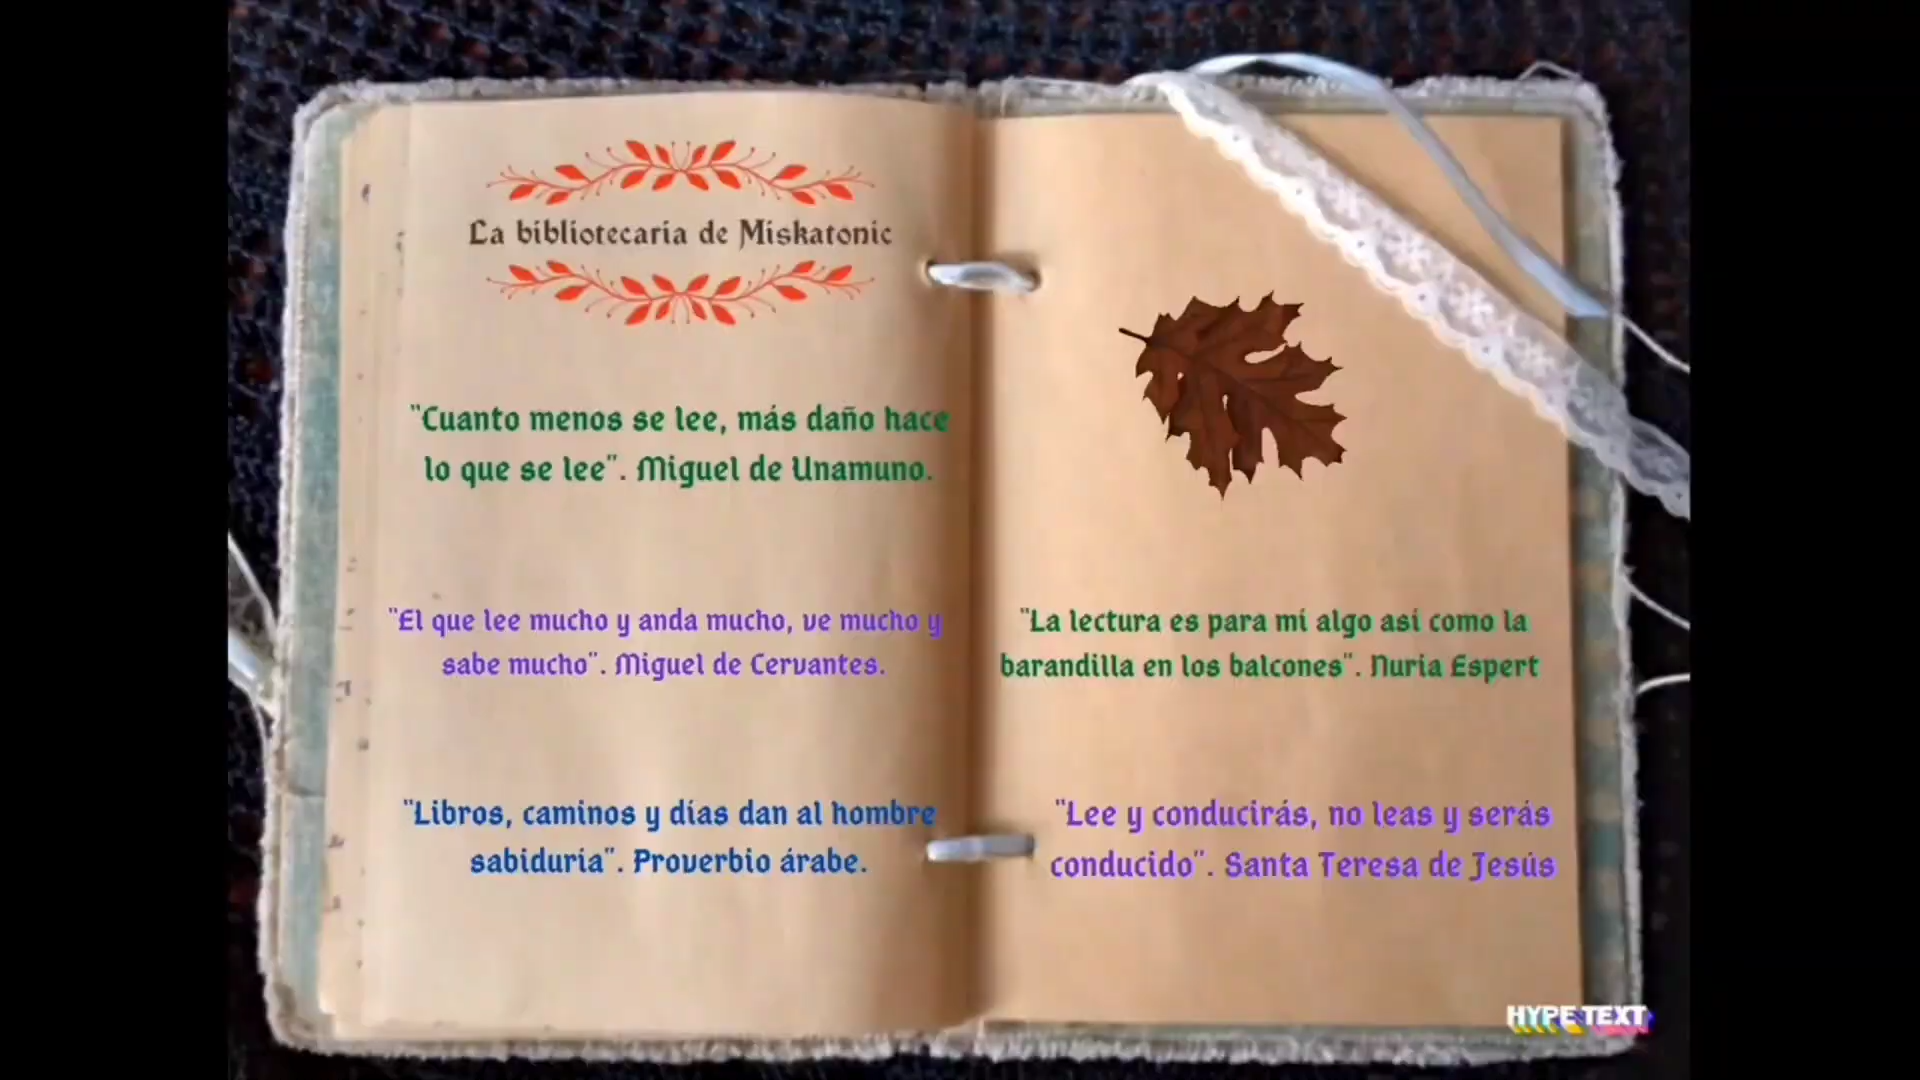 La bibliotecaria de Miskatonic
"Cuanto menos se lee, más daño hace
lo que se lee". Miguel de Unamuno.
"El que lee mucho y anda mucho, ve mucho y
sabe mucho". Miguel de Cervantes.
"Libros, caminos y días dan al hombre
sabiduría". Proverbio árabe.
"La lectura es para mí algo así como la
barandilla en los balcones". Nuria Espert
"Lee y conducirás, no leas y serás
conducido". Santa Teresa de Jesús
HYPE TEXT